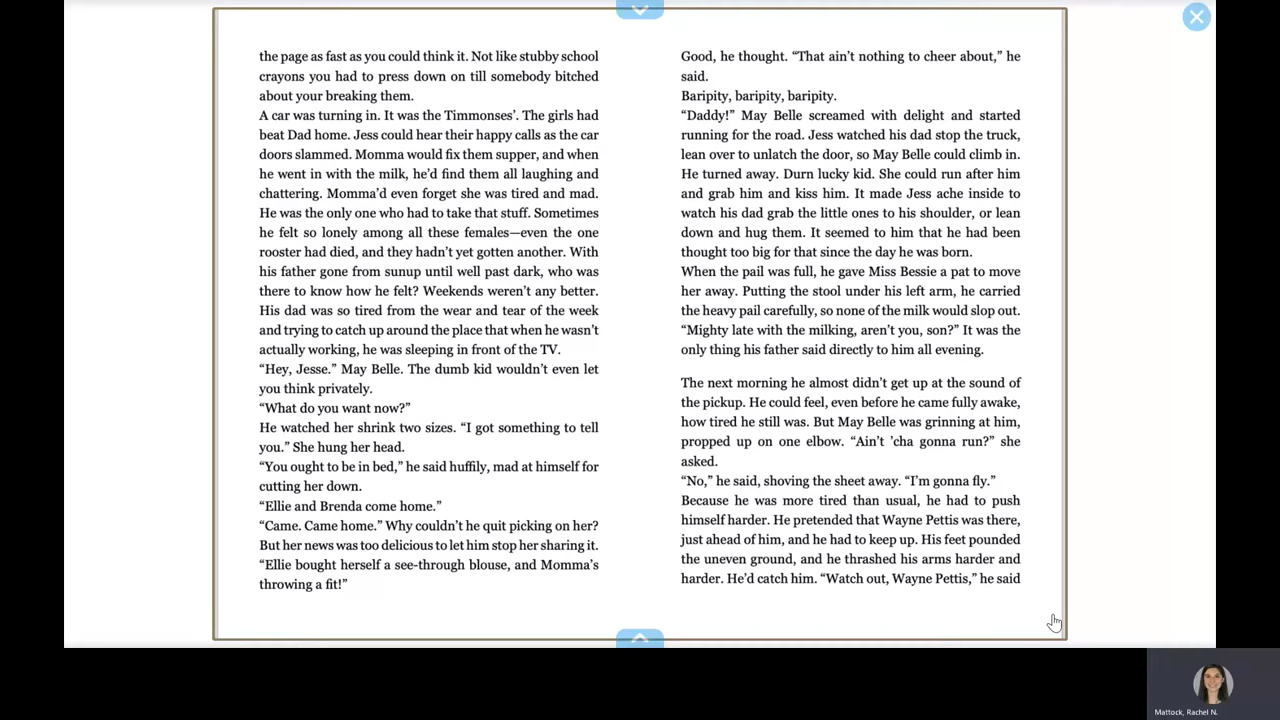 the page as fast as you could think it. Not like stubby school
crayons you had to press down on till somebody bitched
about your breaking them.
A car was turning in. It was the Timmonses’. The girls had
beat Dad home. Jess could hear their happy calls as the car
doors slammed. Momma would fix them supper, and when
he went in with the milk, he’d find them all laughing and
chattering. Momma’d even forget she was tired and mad.
He was the only one who had to take that stuff. Sometimes
he felt so lonely among all these females—even the one
rooster had died, and they hadn’t yet gotten another. With
his father gone from sunup until well past dark, who was
there to know how he felt? Weekends weren’t any better.
His dad was so tired from the wear and tear of the week
and trying to catch up around the place that when he wasn’t
actually working, he was sleeping in front of the TV.
“Hey, Jesse.” May Belle. The dumb kid wouldn’t even let
you think privately.
“What do you want now?”
He watched her shrink two sizes. “I got something to tell
you.” She hung her head.
“You ought to be in bed,” he said huffily, mad at himself for
cutting her down.
“Ellie and Brenda come home.”
“Came. Came home.” Why couldn’t he quit picking on her?
But her news was too delicious to let him stop her sharing it.
“Ellie bought herself a see-through blouse, and Momma’s
throwing a fit!”
Good, he thought. “That ain’t nothing to cheer about,” he
said.
Baripity, baripity, baripity.
“Daddy!” May Belle screamed with delight and started
running for the road. Jess watched his dad stop the truck,
lean over to unlatch the door, so May Belle could climb in.
He turned away. Durn lucky kid. She could run after him
and grab him and kiss him. It made Jess ache inside to
watch his dad grab the little ones to his shoulder, or lean
down and hug them. It seemed to him that he had been
thought too big for that since the day he was born.
When the pail was full, he gave Miss Bessie a pat to move
her away. Putting the stool under his left arm, he carried
the heavy pail carefully, so none of the milk would slop out.
“Mighty late with the milking, aren’t you, son?” It was the
only thing his father said directly to him all evening.
The next morning he almost didn’t get up at the sound of
the pickup. He could feel, even before he came fully awake,
how tired he still was. But May Belle was grinning at him,
propped up on one elbow. “Ain’t ’cha gonna run?” she
asked.
“No,” he said, shoving the sheet away. “I’m gonna fly.”
Because he was more tired than usual, he had to push
himself harder. He pretended that Wayne Pettis was there,
just ahead of him, and he had to keep up. His feet pounded
the uneven ground, and he thrashed his arms harder and
harder. He’d catch him. “Watch out, Wayne Pettis,” he said
Mattock, Rachel N.